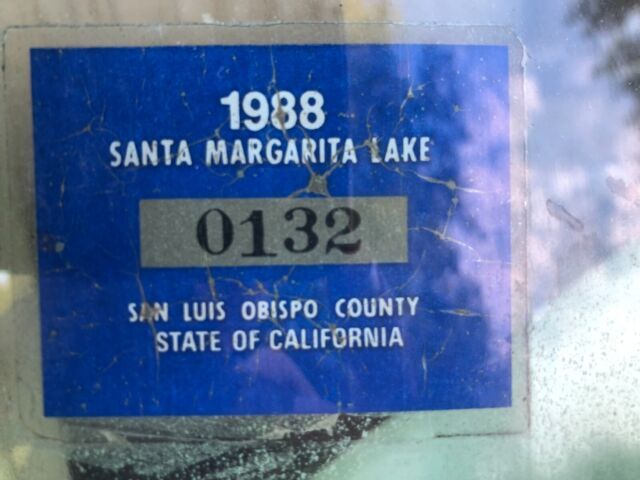 1988
SANTA MARGARITA LAKE
0132
SAN LUIS OBISPO COUNTY
STATE OF CALIFORNIA